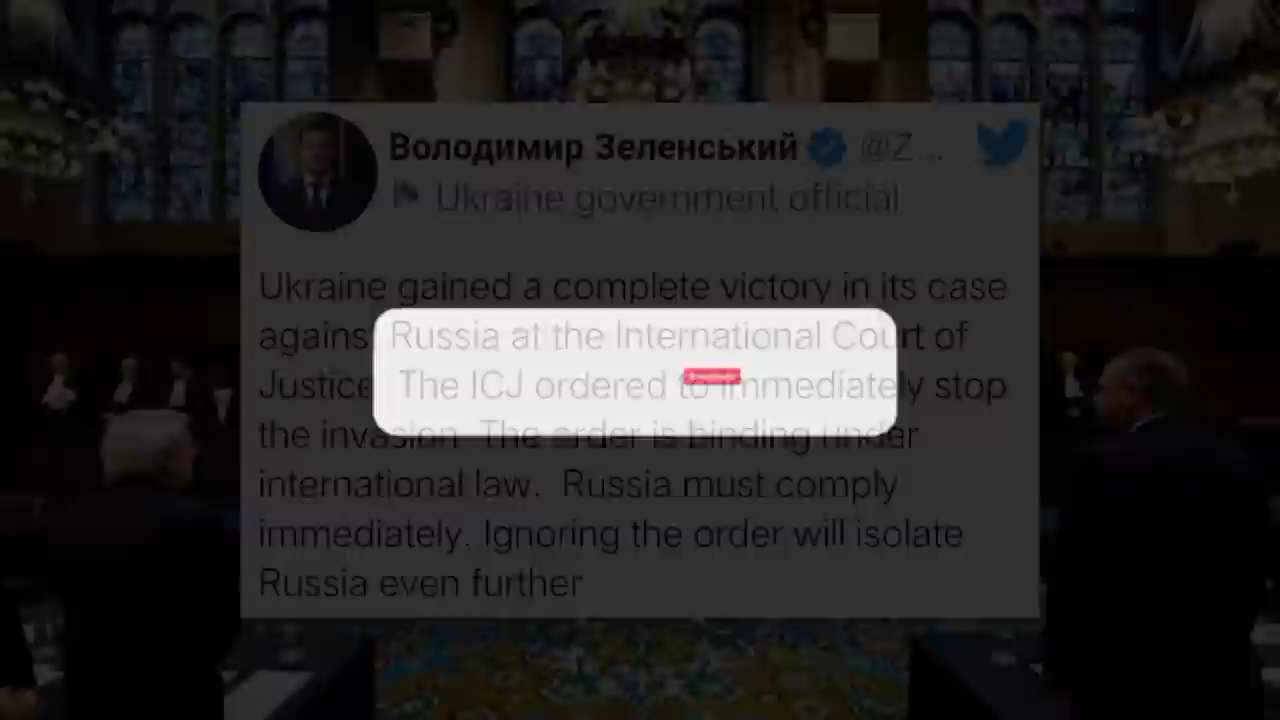 Володимир Зеленський @Z...
Ukraine government official
Ukraine gained a complete victory in its case
against Russia at the International Court of
Justice. The ICJ ordered to immediately stop
the invasion. The order is binding under
international law. Russia must comply
immediately. Ignoring the order will isolate
Russia even further